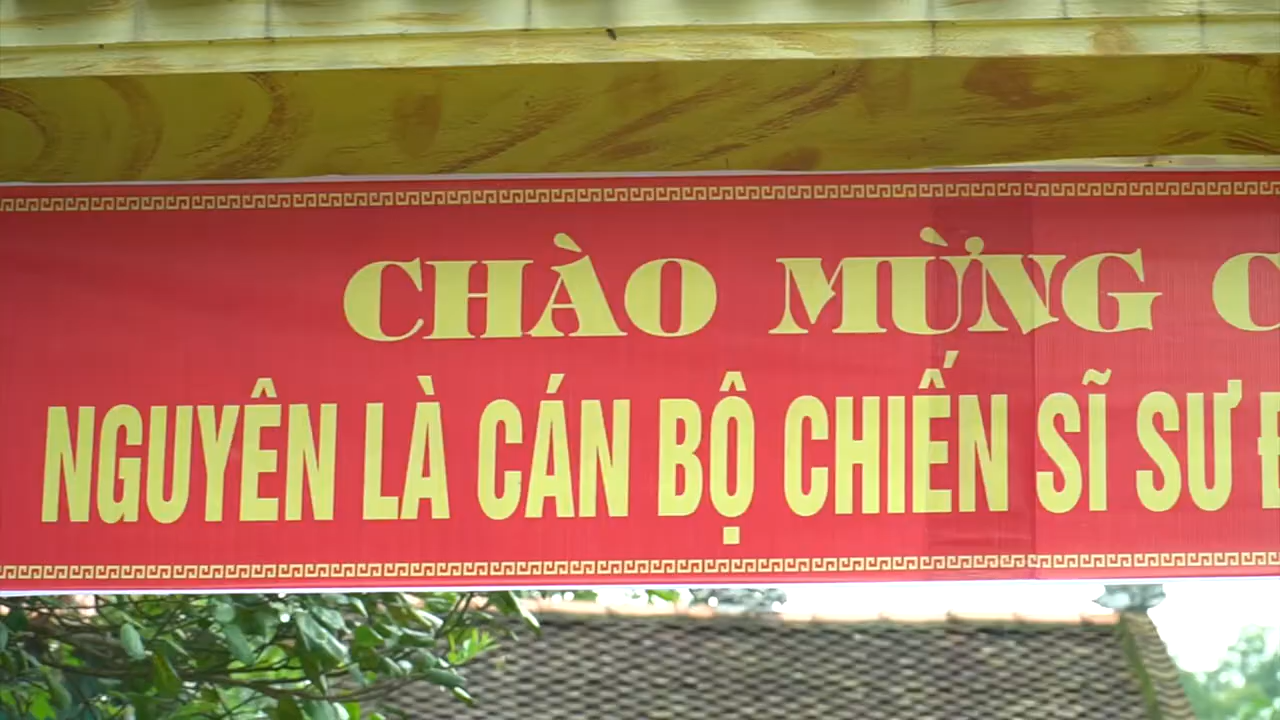 CHÀO MỪNG C
NGUYÊN LÀ CÁN BỘ CHIẾN SĨ SƯ Đ